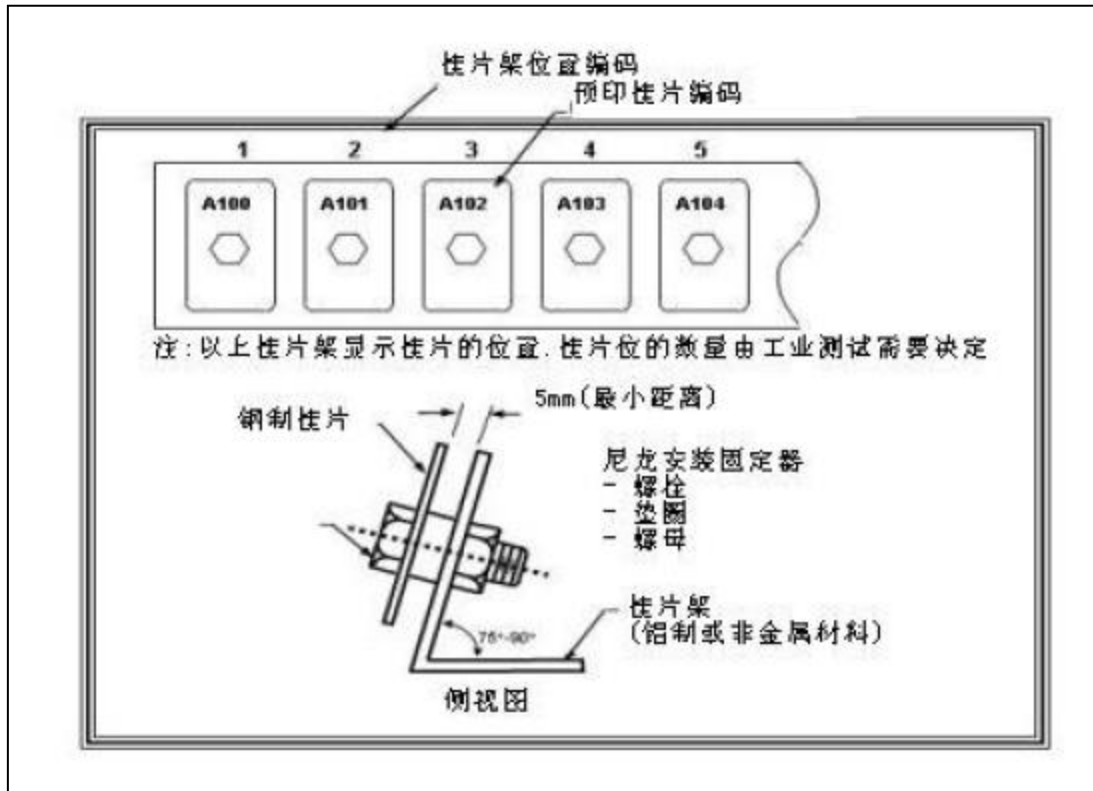 挂片架位置编码
预印挂片编码
1 2 3 4 5
A100 A101 A102 A103 A104
注:以上挂片架显示挂片的位置.挂片位的数量由工业测试需要决定
5mm(最小距离)
钢制挂片
尼龙安装固定器
- 螺栓
- 垫圈
- 螺母
挂片架
(铝制或非金属材料)
75°-90°
侧视图